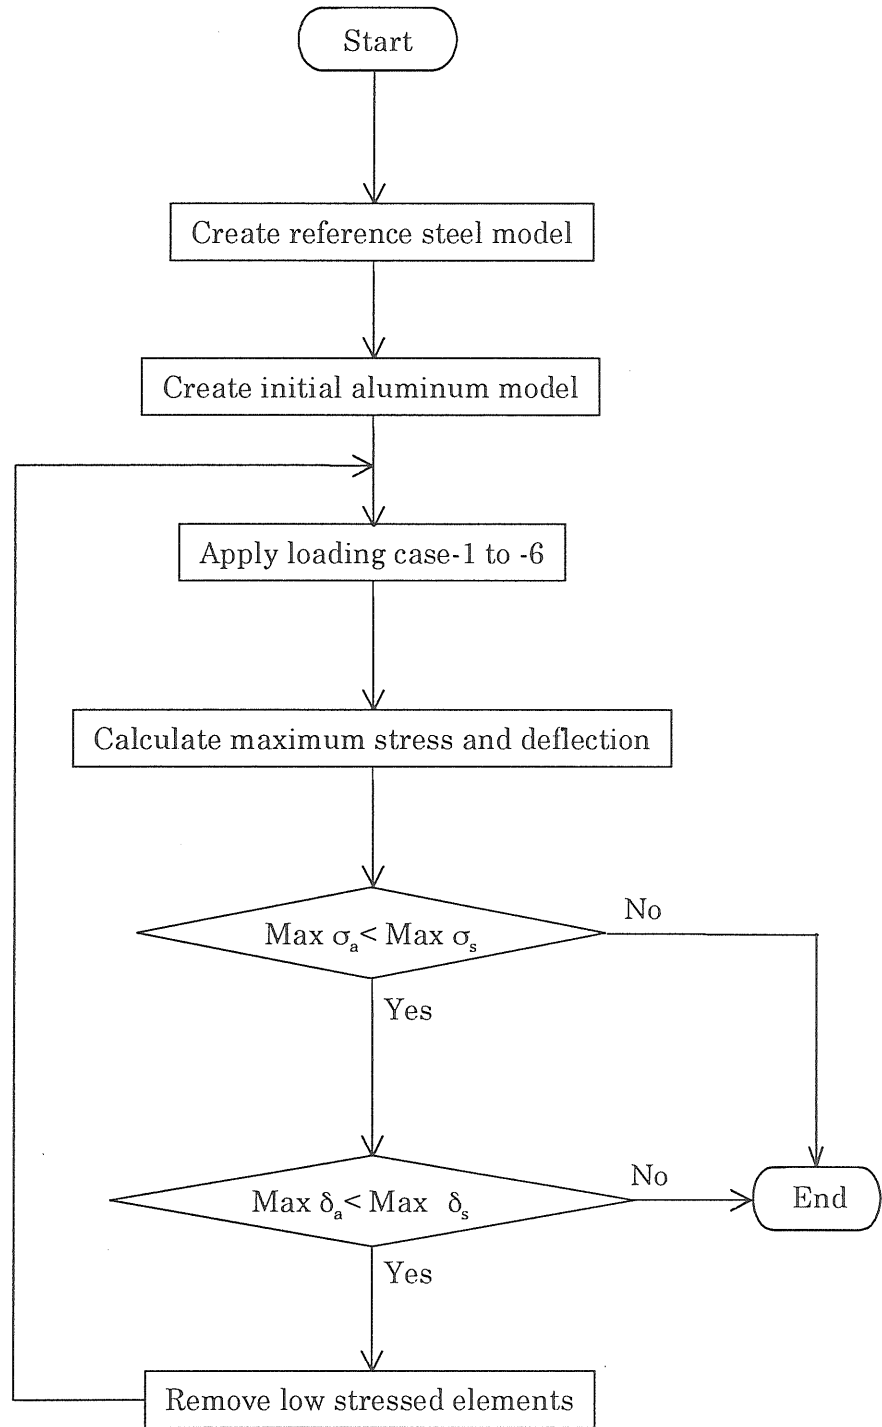 Start
Create reference steel model
Create initial aluminum model
Apply loading case-1 to -6
Calculate maximum stress and deflection
Max σₐ< Max σₛ
No
Yes
Max δₐ< Max δₛ
No
End
Yes
Remove low stressed elements